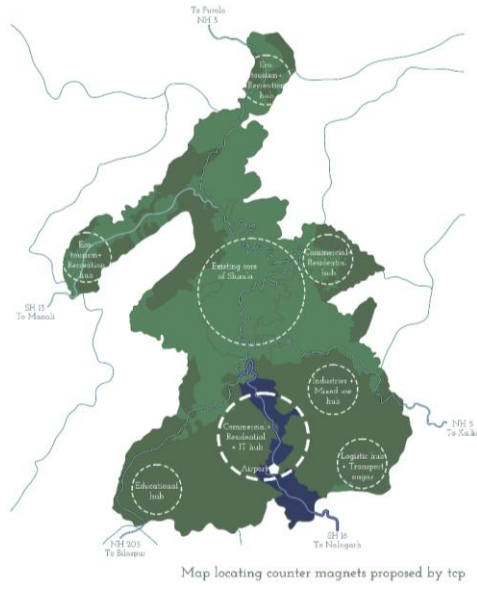 To Purola
NH 5
Eco
tourism+
Recreation
hub
Eco
tourism+
Recreation
hub
Existing core
of Shimla
Commercial+
Residential
hub
SH 13
To Manali
Industries +
Mixed use
hub
Commercial+
Residential
+ IT hub
NH 5
Logistic hub
+ Transport
nagar
Airport
Educational
hub
NH 205
To Bilaspur
SH 16
To Nalagarh
Map locating counter magnets proposed by tcp